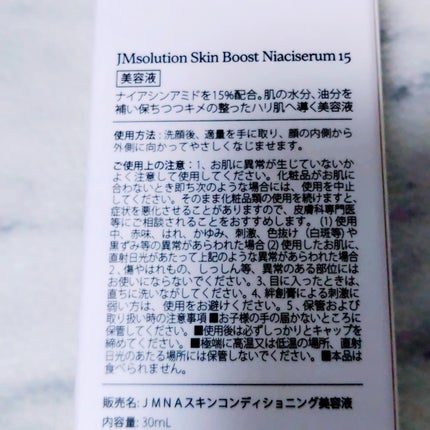 JMsolution Skin Boost Niaciserum 15
美容液
ナイアシンアミドを15%配合。肌の水分、油分を
補い保ちつつキメの整ったハリ肌へ導く美容液
使用方法:洗顔後、適量を手に取り、顔の内側から
外側に向かってやさしくなじませます。
ご使用上の注意:1、お肌に異常が生じていないか
よく注意して使用してください。化粧品がお肌に
合わないとき即ち次のような場合には、使用を中止
してください。そのまま化粧品類の使用を続けますと、
症状を悪化させることがありますので、皮膚科専門医
等にご相談されることをおすすめします。(1)使用
中、赤味、はれ、かゆみ、刺激、色抜け(白斑等)や
黒ずみ等の異常があらわれた場合(2)使用したお肌に、
直射日光があたって上記のような異常があらわれた場合
2、傷やはれもの、しっしん等、異常のある部位には
お使いにならないでください。3、目に入ったときは、
直ちに洗いながしてください。4、絆創膏による刺激に
弱い方は、使用をお避けください。5、保管および
取り扱い時の注意事項■お子様の手の届かないところに
保管してください。■使用後は必ずしっかりとキャップを
締めてください。■極端に高温又は低温の場所、直射
日光のあたる場所には保管しないでください。■本品は
食べられません。
販売名:JMNAスキンコンディショニング美容液
内容量:30mL